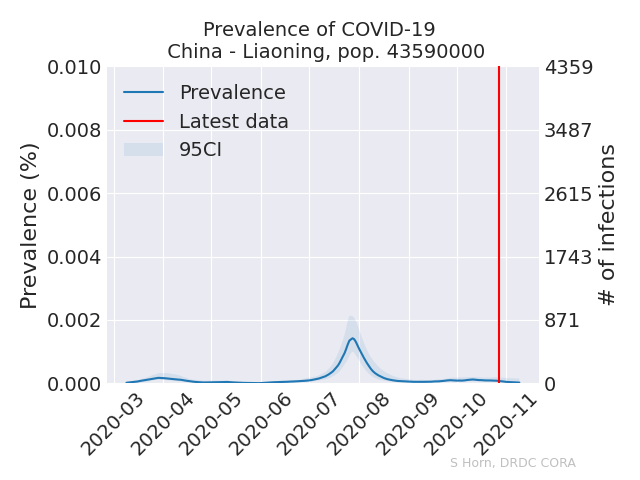 Prevalence of COVID-19
China - Liaoning, pop. 43590000
Prevalence
Latest data
95CI
Prevalence (%)
0.010
0.008
0.006
0.004
0.002
0.000
4359
3487
2615
1743
871
0
# of infections
2020-03
2020-04
2020-05
2020-06
2020-07
2020-08
2020-09
2020-10
2020-11
S Horn, DRDC CORA